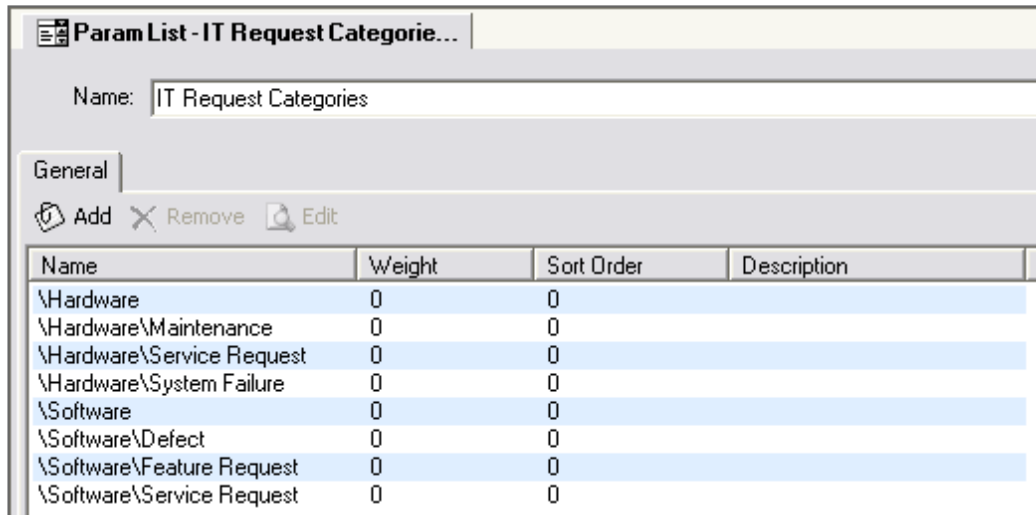 Param List - IT Request Categorie...
Name: IT Request Categories
General
Add Remove Edit
Name Weight Sort Order Description
\Hardware 0 0
\Hardware\Maintenance 0 0
\Hardware\Service Request 0 0
\Hardware\System Failure 0 0
\Software 0 0
\Software\Defect 0 0
\Software\Feature Request 0 0
\Software\Service Request 0 0